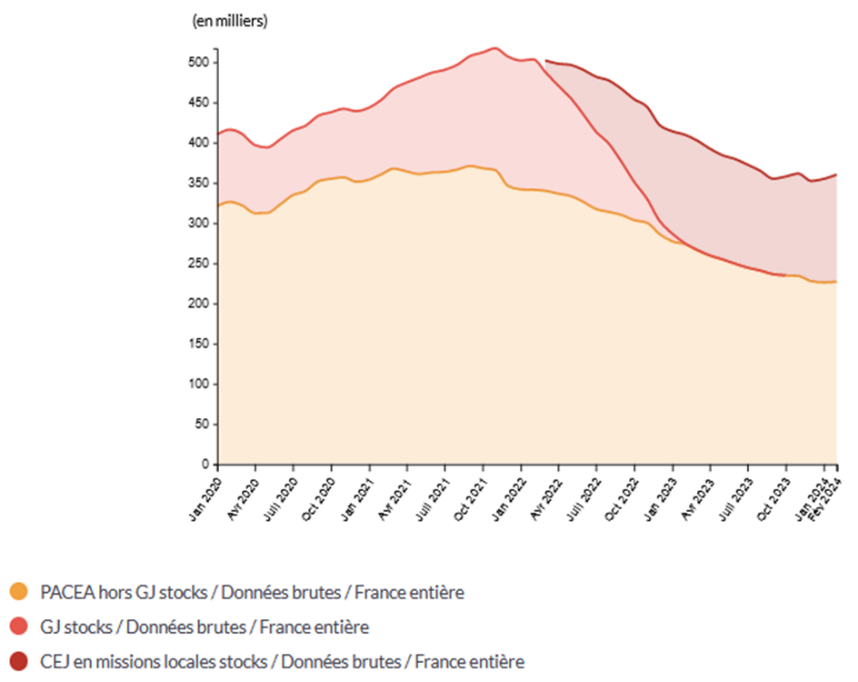 (en milliers)
500
450
400
350
300
250
200
150
100
50
0
Jan 2020
Avr 2020
Juil 2020
Oct 2020
Jan 2021
Avr 2021
Juil 2021
Oct 2021
Jan 2022
Avr 2022
Juil 2022
Oct 2022
Jan 2023
Avr 2023
Juil 2023
Oct 2023
Jan 2024
Fév 2024
PACEA hors GJ stocks / Données brutes / France entière
GJ stocks / Données brutes / France entière
CEJ en missions locales stocks / Données brutes / France entière